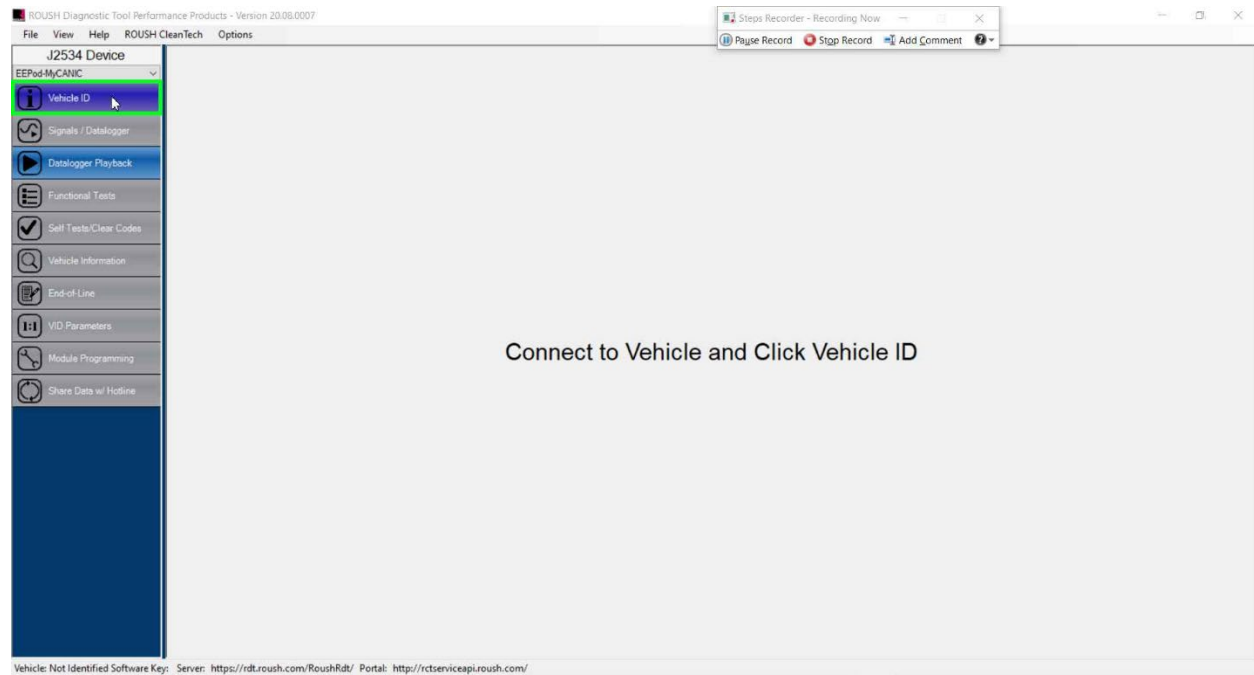 ROUSH Diagnostic Tool Performance Products - Version 20.08.0007
Steps Recorder - Recording Now
File View Help ROUSH CleanTech Options
Pause Record Stop Record Add Comment
J2534 Device
EEPod-MyCANIC
Vehicle ID
Signals / Datalogger
Datalogger Playback
Functional Tests
Self Tests/Clear Codes
Vehicle Information
End-of-Line
1:1 VID Parameters
Module Programming
Share Data w/ Hotline
Connect to Vehicle and Click Vehicle ID
Vehicle: Not Identified Software Key: Server: https://rdt.roush.com/RoushRdt/ Portal: http://rctserviceapi.roush.com/